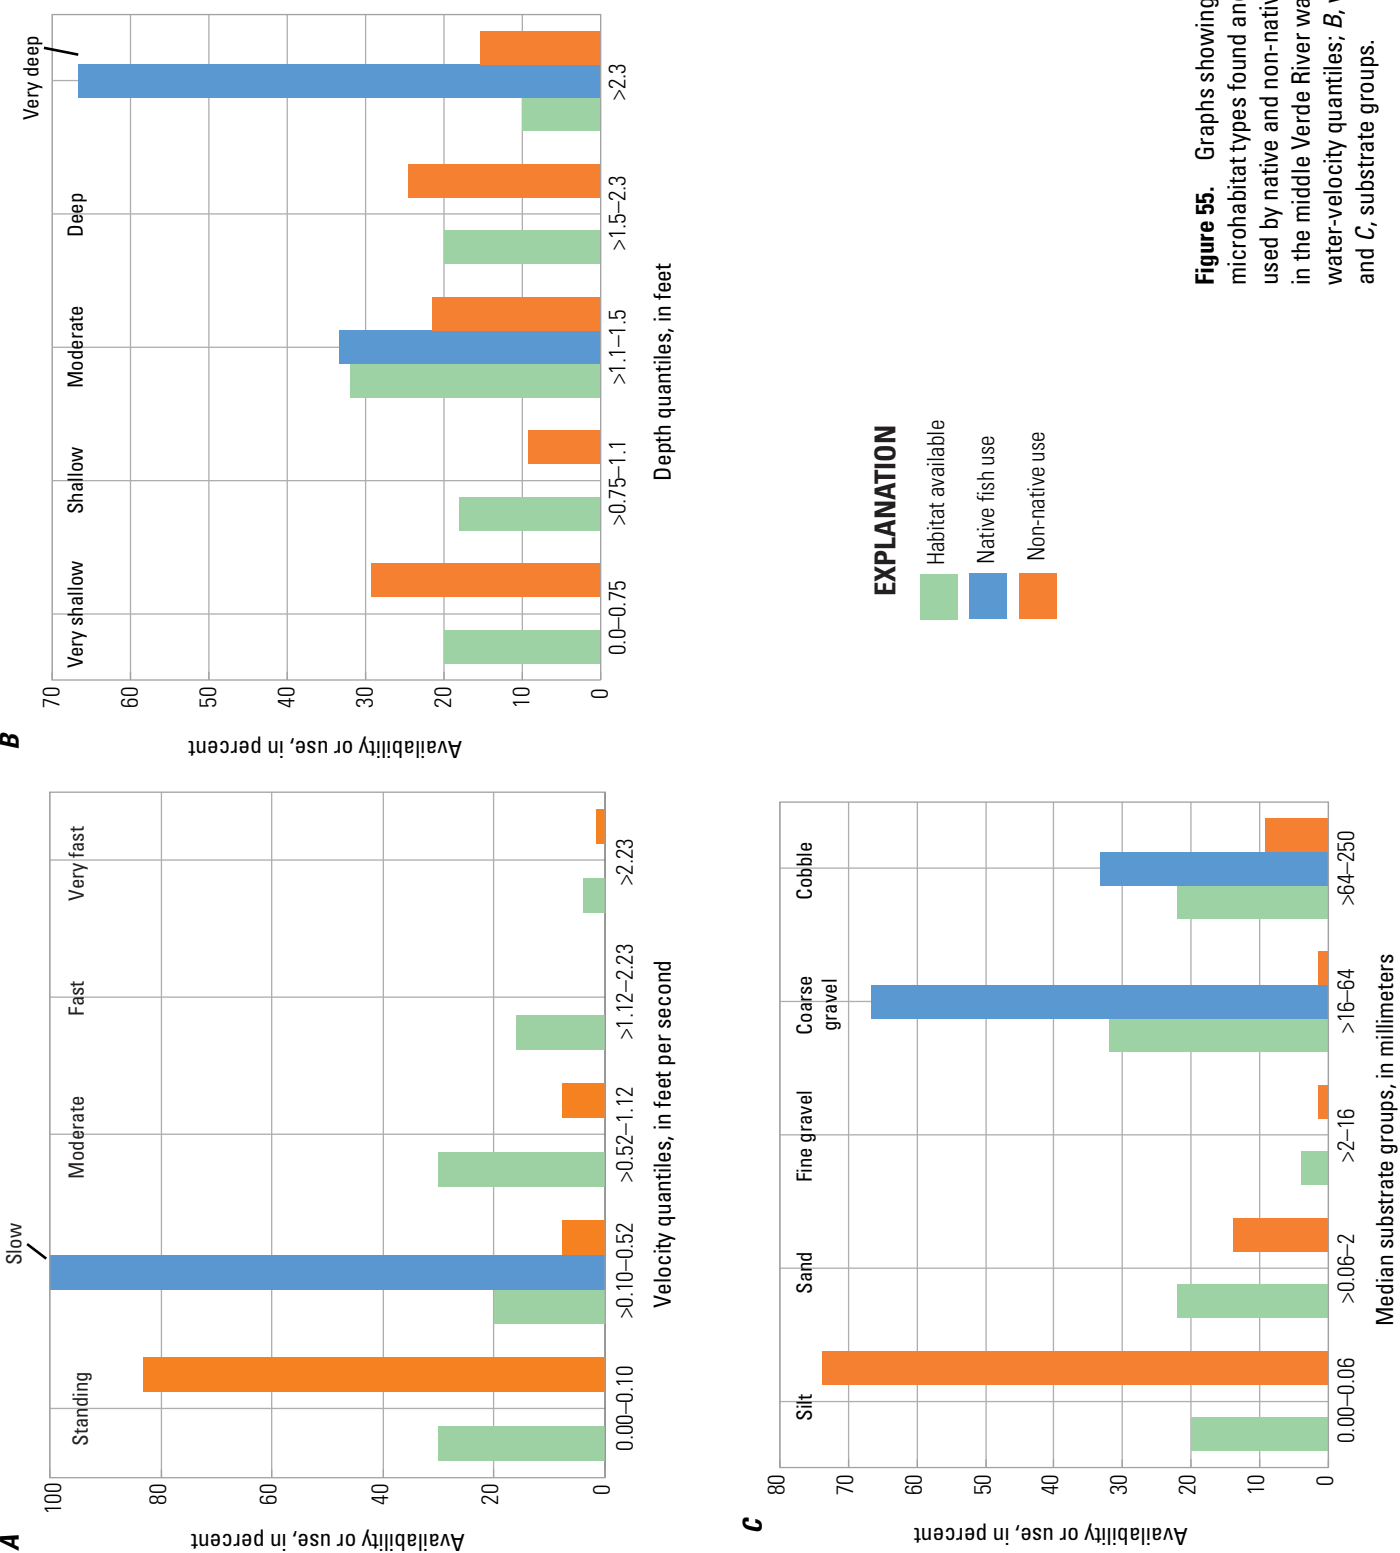 A
100
80
60
40
20
0
Availability or use, in percent
Standing
Slow
Moderate
Fast
Very fast
0.00–0.10
>0.10–0.52
>0.52–1.12
>1.12–2.23
>2.23
Velocity quantiles, in feet per second
B
70
60
50
40
30
20
10
0
Availability or use, in percent
Very shallow
Shallow
Moderate
Deep
Very deep
0.0–0.75
>0.75–1.1
>1.1–1.5
>1.5–2.3
>2.3
Depth quantiles, in feet
C
80
70
60
50
40
30
20
10
0
Availability or use, in percent
Silt
Sand
Fine gravel
Coarse
gravel
Cobble
0.00–0.06
>0.06–2
>2–16
>16–64
>64–250
Median substrate groups, in millimeters
EXPLANATION
Habitat available
Native fish use
Non-native use
Figure 55. Graphs showing
microhabitat types found
used by native and
in the middle Verde River
water-velocity quantiles; B,
and C, substrate groups.